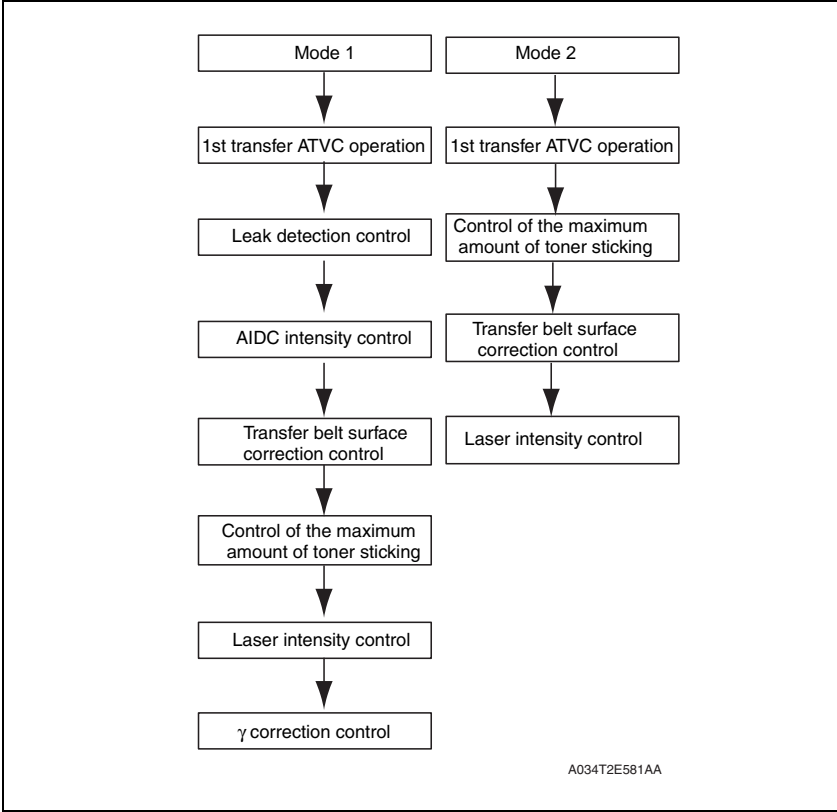 Mode 1
1st transfer ATVC operation
Leak detection control
AIDC intensity control
Transfer belt surface
correction control
Control of the maximum
amount of toner sticking
Laser intensity control
γ correction control
Mode 2
1st transfer ATVC operation
Control of the maximum
amount of toner sticking
Transfer belt surface
correction control
Laser intensity control
A034T2E581AA